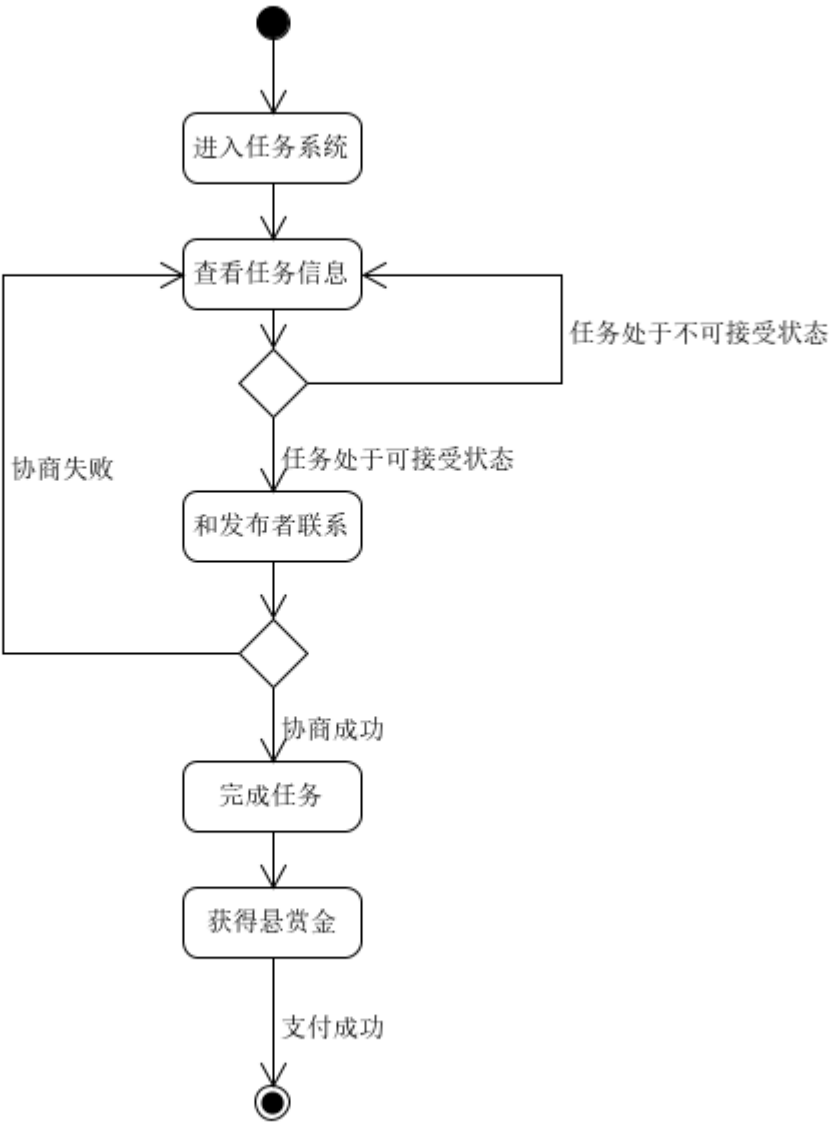 进入任务系统
查看任务信息
任务处于不可接受状态
任务处于可接受状态
协商失败
和发布者联系
协商成功
完成任务
获得悬赏金
支付成功